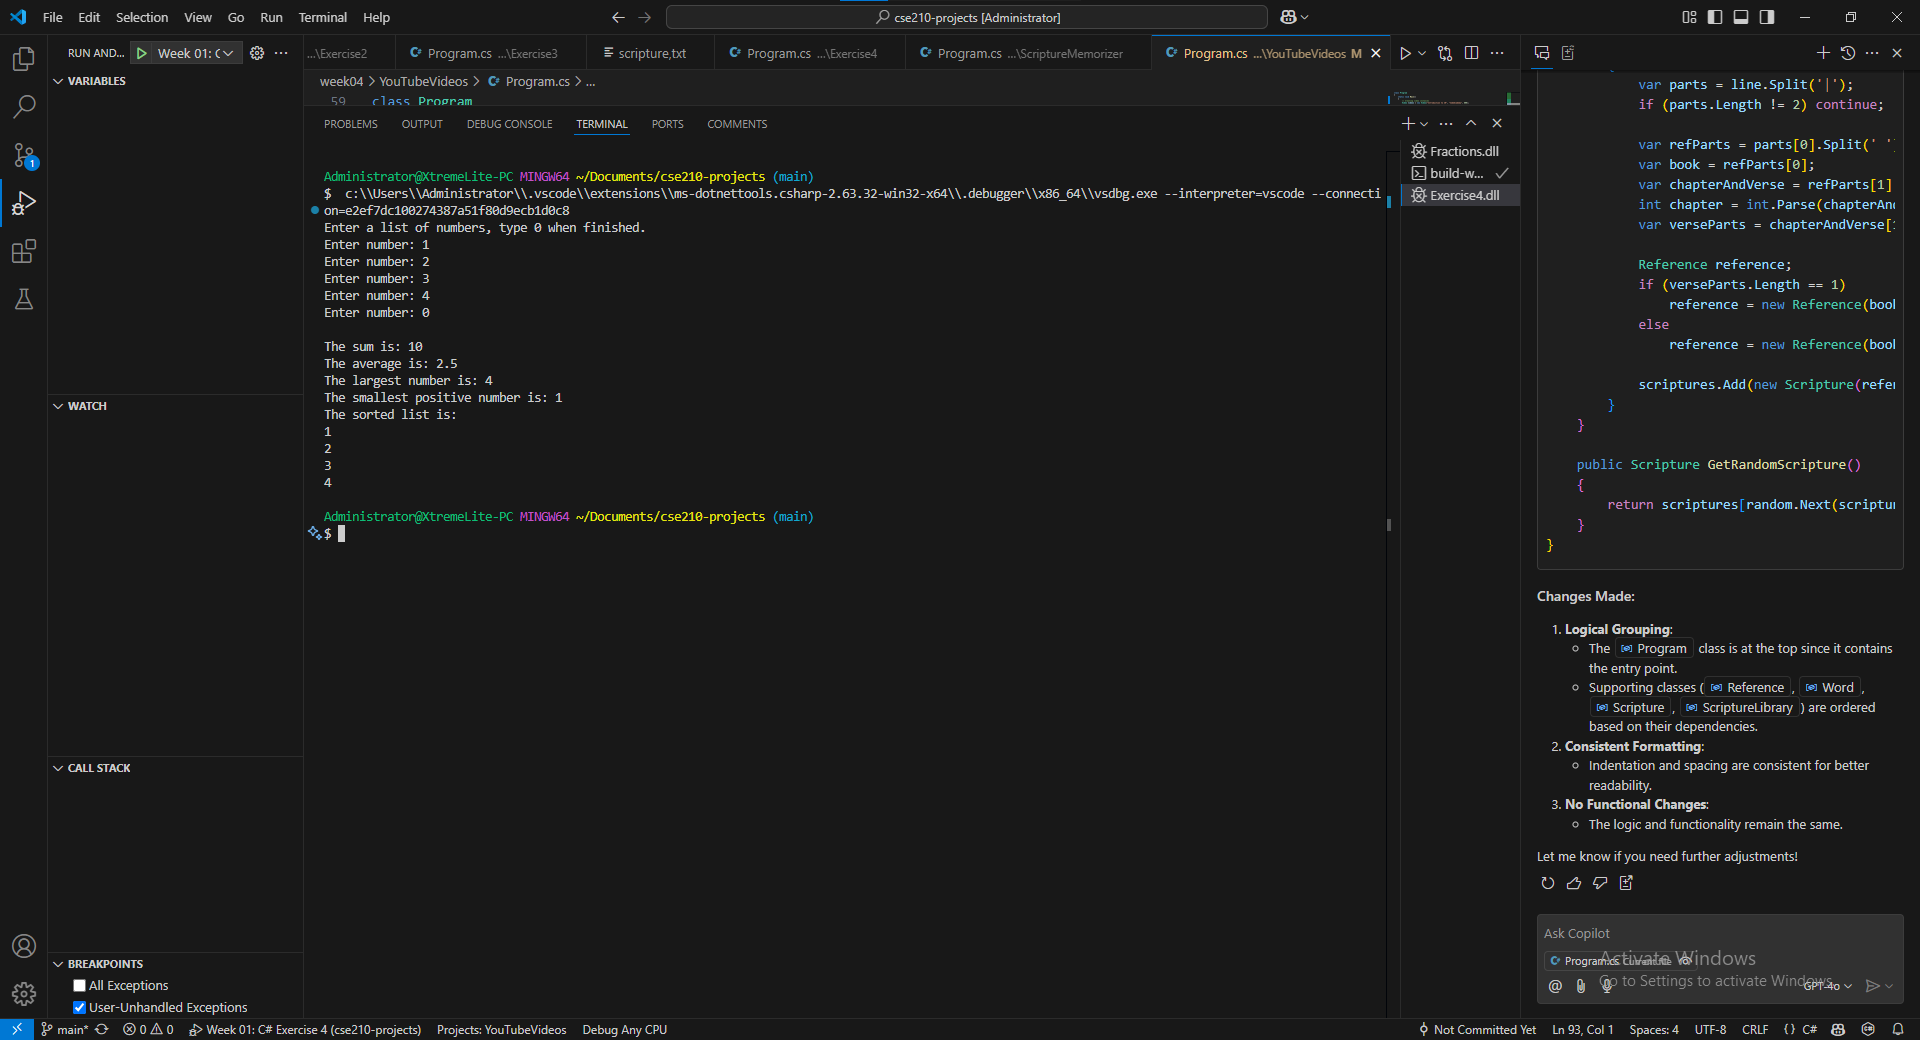 File Edit Selection View Go Run Terminal Help
cse210-projects [Administrator]
RUN AND... Week 01: C
...\Exercise2
Program.cs ...\Exercise3
scripture,txt
Program.cs ...\Exercise4
Program.cs ...\ScriptureMemorizer
Program.cs ...\YouTubeVideos M
VARIABLES
WATCH
CALL STACK
BREAKPOINTS
All Exceptions
User-Unhandled Exceptions
week04 > YouTubeVideos > Program.cs > ...
59 class Program
PROBLEMS OUTPUT DEBUG CONSOLE TERMINAL PORTS COMMENTS
Administrator@XtremeLite-PC MINGW64 ~/Documents/cse210-projects (main)
$ c:\\Users\\Administrator\\.vscode\\extensions\\ms-dotnettools.csharp-2.63.32-win32-x64\\.debugger\\x86_64\\vsdbg.exe --interpreter=vscode --connecti
on=e2ef7dc100274387a51f80d9ecb1d0c8
Enter a list of numbers, type 0 when finished.
Enter number: 1
Enter number: 2
Enter number: 3
Enter number: 4
Enter number: 0
The sum is: 10
The average is: 2.5
The largest number is: 4
The smallest positive number is: 1
The sorted list is:
1
2
3
4
Administrator@XtremeLite-PC MINGW64 ~/Documents/cse210-projects (main)
$
Fractions.dll
build-w...
Exercise4.dll
var parts = line.Split('|');
if (parts.Length != 2) continue;
var refParts = parts[0].Split(' '
var book = refParts[0];
var chapterAndVerse = refParts[1]
int chapter = int.Parse(chapterAn
var verseParts = chapterAndVerse[
Reference reference;
if (verseParts.Length == 1)
reference = new Reference(boo
else
reference = new Reference(boo
scriptures.Add(new Scripture(refe
}
}
public Scripture GetRandomScripture()
{
return scriptures[random.Next(scriptu
}
}
Changes Made:
1. Logical Grouping:
The Program class is at the top since it contains
the entry point.
Supporting classes ( Reference , Word ,
Scripture , ScriptureLibrary ) are ordered
based on their dependencies.
2. Consistent Formatting:
Indentation and spacing are consistent for better
readability.
3. No Functional Changes:
The logic and functionality remain the same.
Let me know if you need further adjustments!
Ask Copilot
Program.cs Current file
Activate Windows
Go to Settings to activate Windows.
GPT-4o
1
main* 0 0 Week 01: C# Exercise 4 (cse210-projects) Projects: YouTubeVideos Debug Any CPU Not Committed Yet Ln 93, Col 1 Spaces: 4 UTF-8 CRLF {} C#